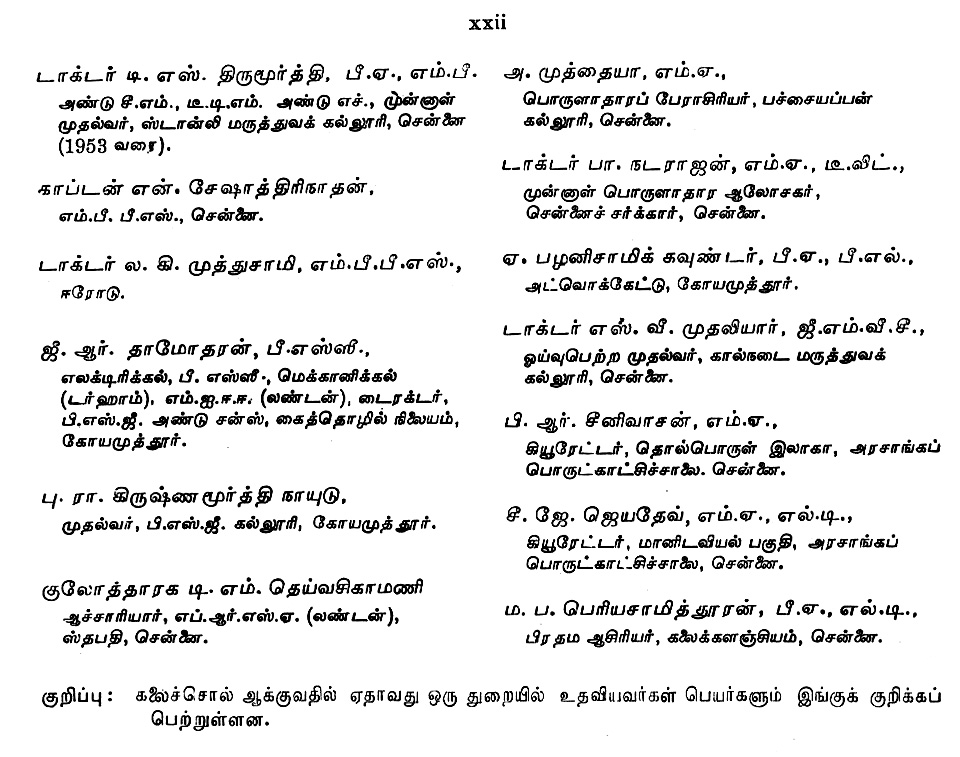 xxii
டாக்டர் டி. எஸ். திருமூர்த்தி, பீ.ஏ., எம்.பீ.
அண்டு சீ.எம்., டீ.டி.எம். அண்டு எச்., முன்னாள்
முதல்வர், ஸ்டான்லி மருத்துவக் கல்லூரி, சென்னை
(1953 வரை).
காப்டன் என். சேஷாத்திரிநாதன்,
எம்.பீ. பீ.எஸ்., சென்னை.
டாக்டர் ல. கி. முத்துசாமி, எம்.பீ.பீ.எஸ்.,
ஈரோடு.
ஜீ. ஆர். தாமோதரன், பீ.எஸ்ஸீ.,
எலக்டிரிக்கல், பீ. எஸ்ஸீ., மெக்கானிக்கல்
(டர்ஹாம்), எம்.ஐ.ஈ.ஈ. (லண்டன்), டைரக்டர்,
பி.எஸ்.ஜீ. அண்டு சன்ஸ், கைத்தொழில் நிலையம்,
கோயமுத்தூர்.
பு. ரா. கிருஷ்ணமூர்த்தி நாயுடு,
முதல்வர், பி.எஸ்.ஜீ. கல்லூரி, கோயமுத்தூர்.
குலோத்தாரக டி. எம். தெய்வசிகாமணி
ஆச்சாரியார், எப்.ஆர்.எஸ்.ஏ. (லண்டன்),
ஸ்தபதி, சென்னை.
அ. முத்தையா, எம்.ஏ.,
பொருளாதாரப் பேராசிரியர், பச்சையப்பன்
கல்லூரி, சென்னை.
டாக்டர் பா. நடராஜன், எம்.ஏ., டீ.லிட்.,
முன்னாள் பொருளாதார ஆலோசகர்,
சென்னைச் சர்க்கார், சென்னை.
ஏ. பழனிசாமிக் கவுண்டர், பீ.ஏ., பீ.எல்.,
அட்வொக்கேட்டு, கோயமுத்தூர்.
டாக்டர் எஸ். வீ. முதலியார், ஜீ.எம்.வீ.சீ.,
ஓய்வுபெற்ற முதல்வர், கால்நடை மருத்துவக்
கல்லூரி, சென்னை.
பி. ஆர். சீனிவாசன், எம்.ஏ.,
கியூரேட்டர், தொல்பொருள் இலாகா, அரசாங்கப்
பொருட்காட்சிச்சாலை. சென்னை.
சீ. ஜே. ஜெயதேவ், எம்.ஏ., எல்.டி.,
கியூரேட்டர், மானிடவியல் பகுதி, அரசாங்கப்
பொருட்காட்சிச்சாலை, சென்னை.
ம. ப. பெரியசாமித்தூரன், பீ.ஏ., எல்.டி.,
பிரதம ஆசிரியர், கலைக்களஞ்சியம், சென்னை.
குறிப்பு: கலைச்சொல் ஆக்குவதில் ஏதாவது ஒரு துறையில் உதவியவர்கள் பெயர்களும் இங்குக் குறிக்கப்
பெற்றுள்ளன.